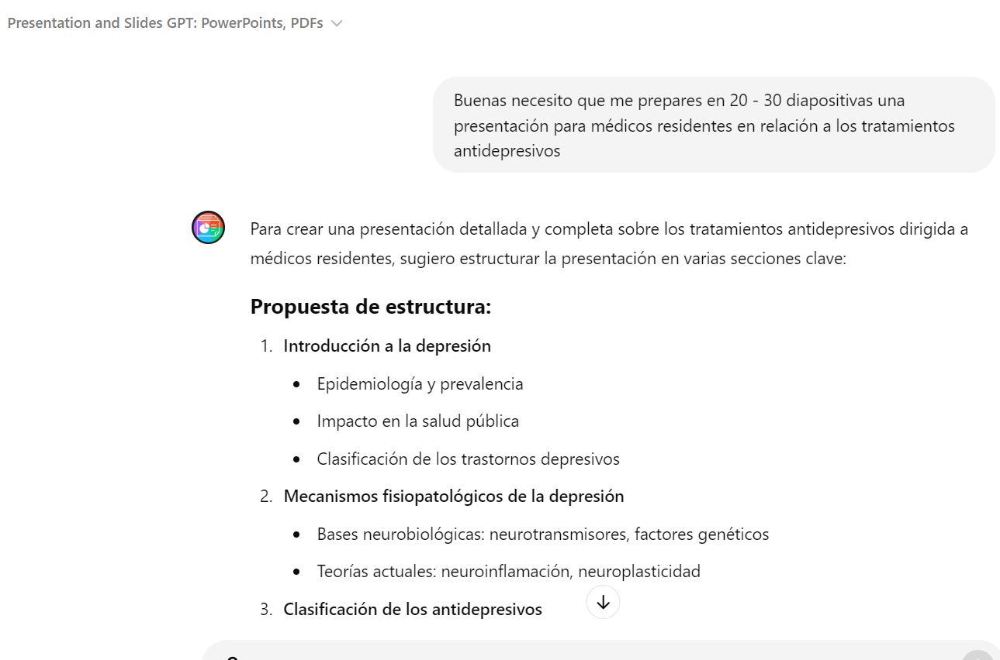 Presentation and Slides GPT: PowerPoints, PDFs
Buenas necesito que me prepares en 20 - 30 diapositivas una
presentación para médicos residentes en relación a los tratamientos
antidepresivos
Para crear una presentación detallada y completa sobre los tratamientos antidepresivos dirigida a
médicos residentes, sugiero estructurar la presentación en varias secciones clave:
Propuesta de estructura:
1. Introducción a la depresión
• Epidemiología y prevalencia
• Impacto en la salud pública
• Clasificación de los trastornos depresivos
2. Mecanismos fisiopatológicos de la depresión
• Bases neurobiológicas: neurotransmisores, factores genéticos
• Teorías actuales: neuroinflamación, neuroplasticidad
3. Clasificación de los antidepresivos